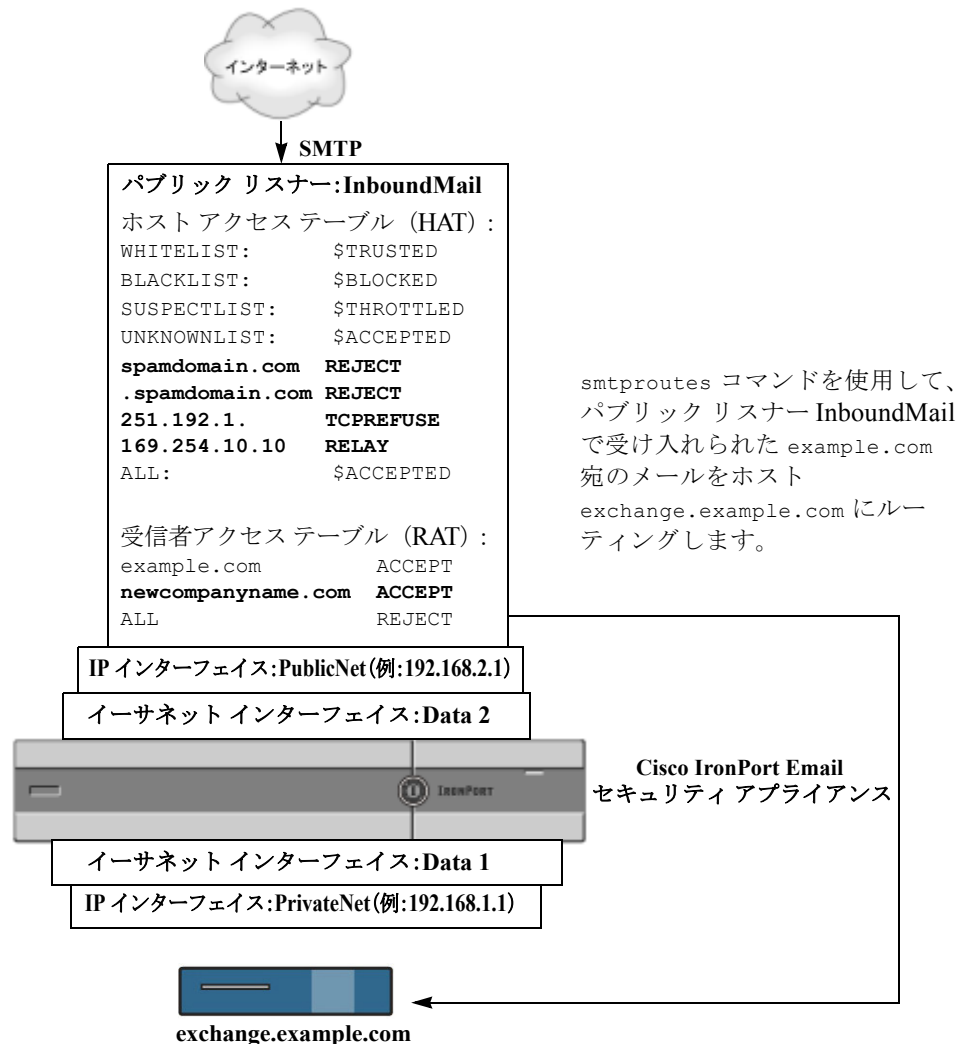 インターネット
SMTP
パブリック リスナー:InboundMail
ホスト アクセス テーブル（HAT）:
WHITELIST: $TRUSTED
BLACKLIST: $BLOCKED
SUSPECTLIST: $THROTTLED
UNKNOWNLIST: $ACCEPTED
spamdomain.com REJECT
.spamdomain.com REJECT
251.192.1. TCPREFUSE
169.254.10.10 RELAY
ALL: $ACCEPTED
受信者アクセス テーブル（RAT）:
example.com ACCEPT
newcompanyname.com ACCEPT
ALL REJECT
smtproutes コマンドを使用して、
パブリック リスナー InboundMail
で受け入れられた example.com
宛のメールをホスト
exchange.example.com にルー
ティングします。
IP インターフェイス:PublicNet(例:192.168.2.1)
イーサネット インターフェイス:Data 2
IRONPORT
Cisco IronPort Email
セキュリティ アプライアンス
イーサネット インターフェイス:Data 1
IP インターフェイス:PrivateNet(例:192.168.1.1)
exchange.example.com